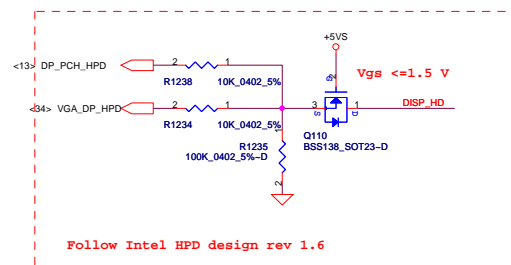 +5VS
<13> DP_PCH_HPD 2 1
R1238 10K_0402_5%
Vgs <=1.5 V
2
G
<34> VGA_DP_HPD 2 1 3 1 DISP_HD
S D
R1234 10K_0402_5%
Q110
BSS138_SOT23~D
1
R1235
100K_0402_5%~D
2
Follow Intel HPD design rev 1.6